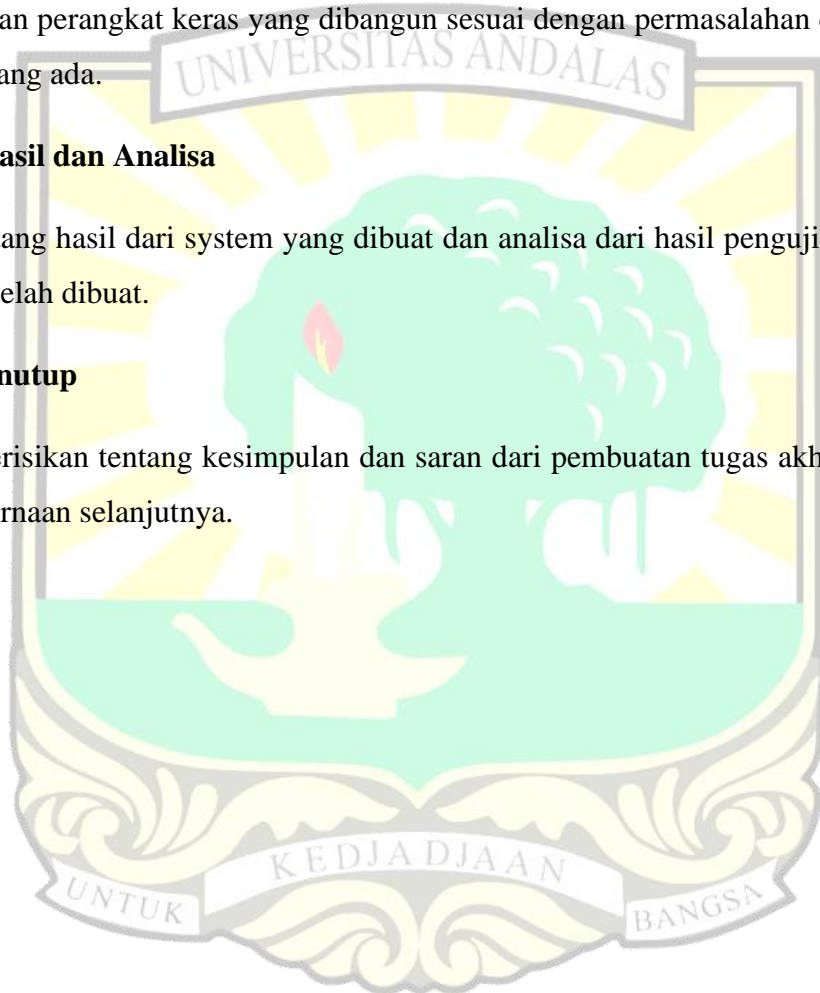 an perangkat keras yang dibangun sesuai dengan permasalahan
ang ada.
UNIVERSITAS ANDALAS
asil dan Analisa
tang hasil dari system yang dibuat dan analisa dari hasil penguji
elah dibuat.
nutup
erisikan tentang kesimpulan dan saran dari pembuatan tugas akh
rnaan selanjutnya.
KEDJADJAAN
UNTUK
BANGSA